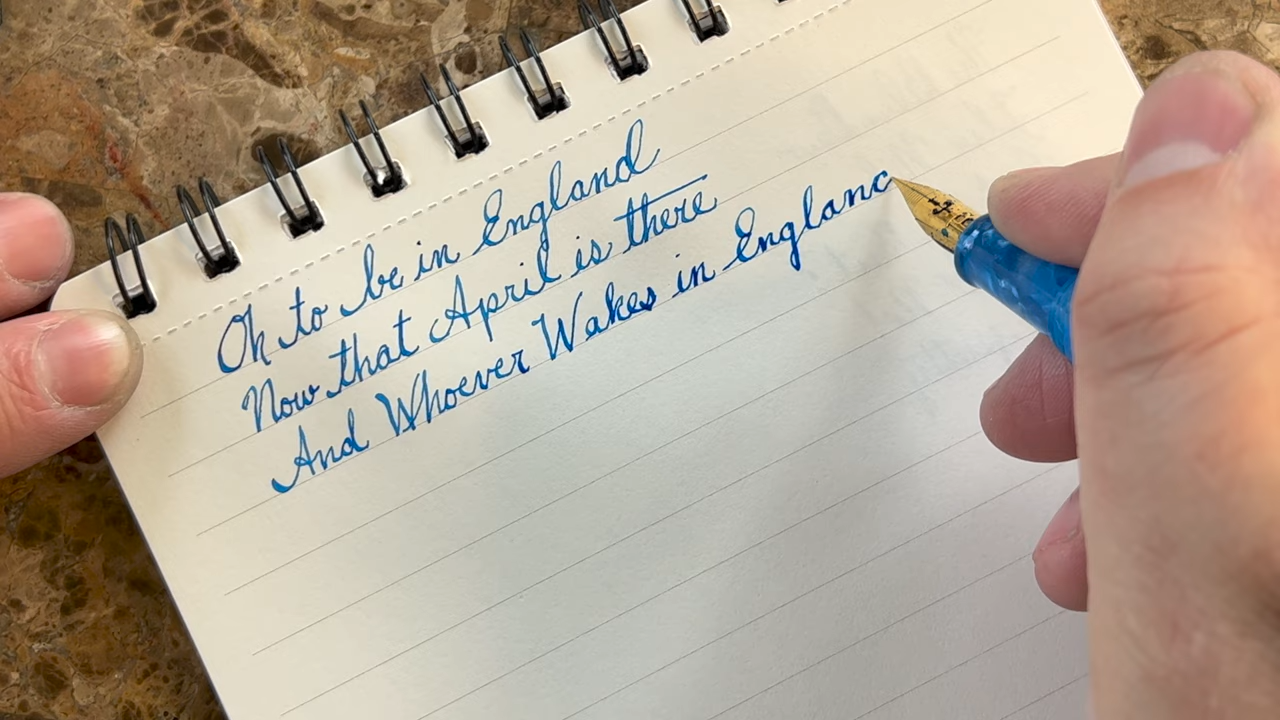 Oh to be in England
Now that April is there
And Whoever Wakes in Englanc